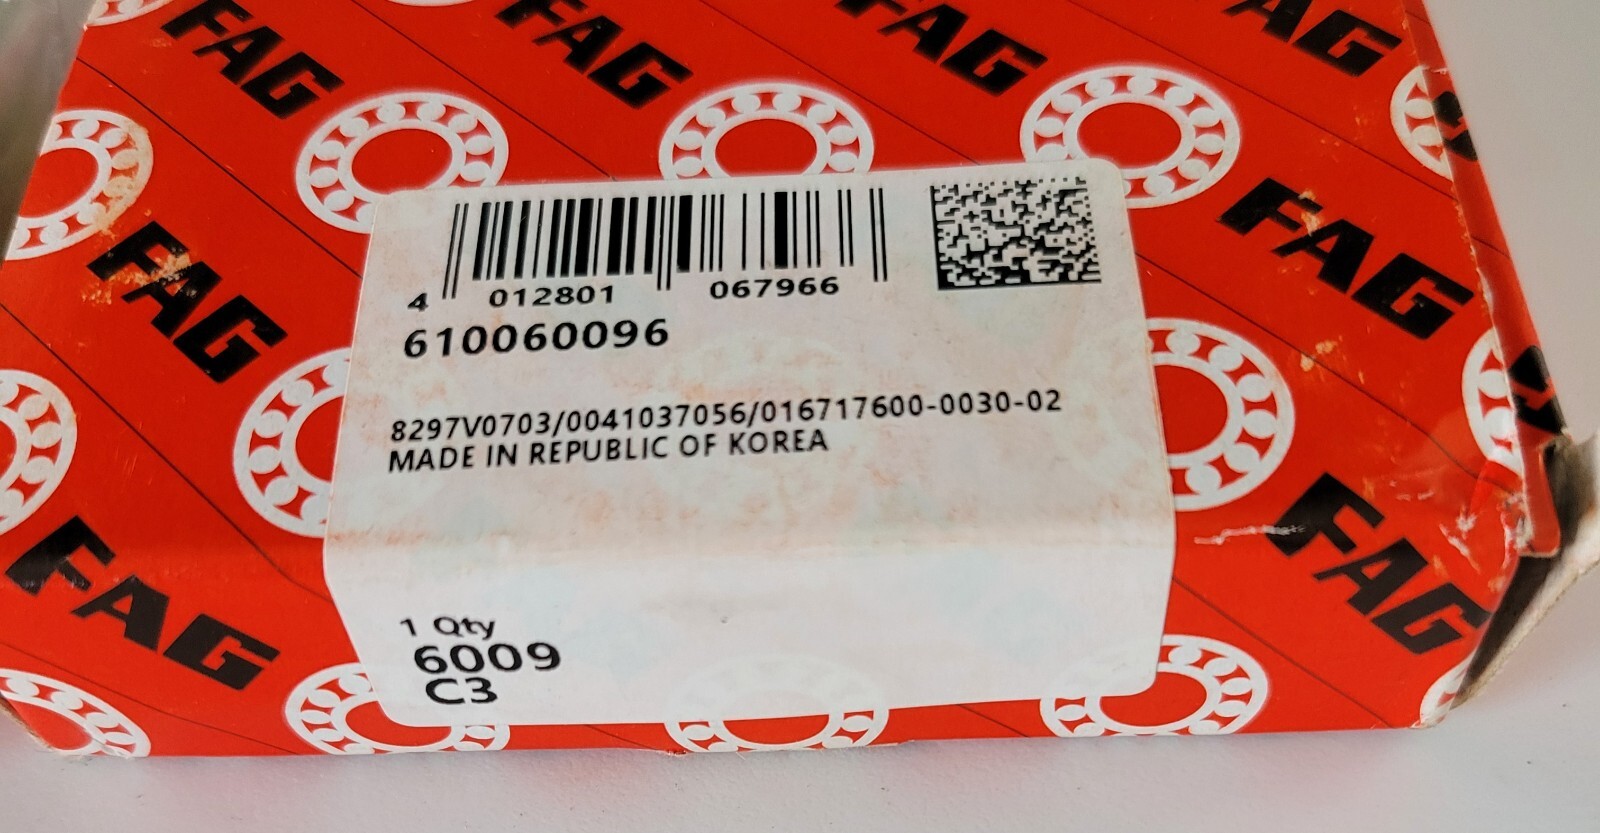 FAG FAG FAG FAG
4 012801 067966
610060096
FAG FAG
8297V0703/0041037056/016717600-0030-02
MADE IN REPUBLIC OF KOREA
FAG FAG
1 Qty
6009
C3